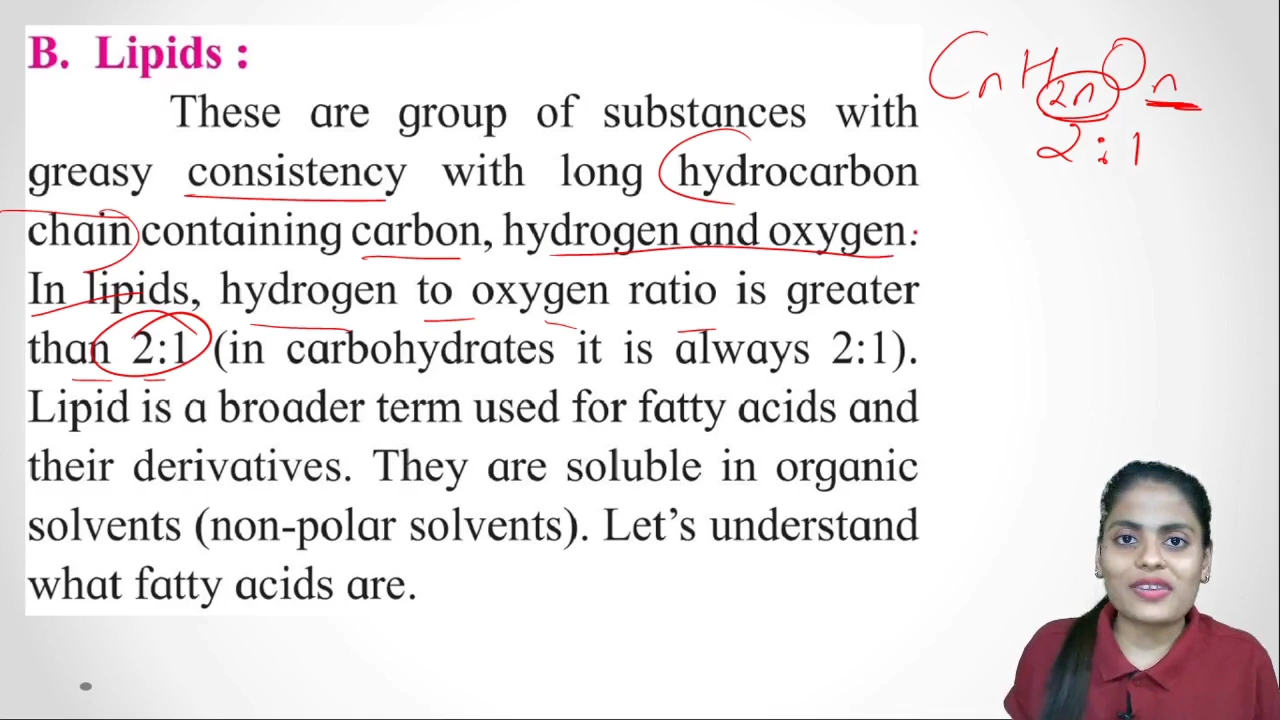 B. Lipids :
These are group of substances with
greasy consistency with long hydrocarbon
chain containing carbon, hydrogen and oxygen.
In lipids, hydrogen to oxygen ratio is greater
than 2:1 (in carbohydrates it is always 2:1).
Lipid is a broader term used for fatty acids and
their derivatives. They are soluble in organic
solvents (non-polar solvents). Let’s understand
what fatty acids are.
Cn H2n On
2:1